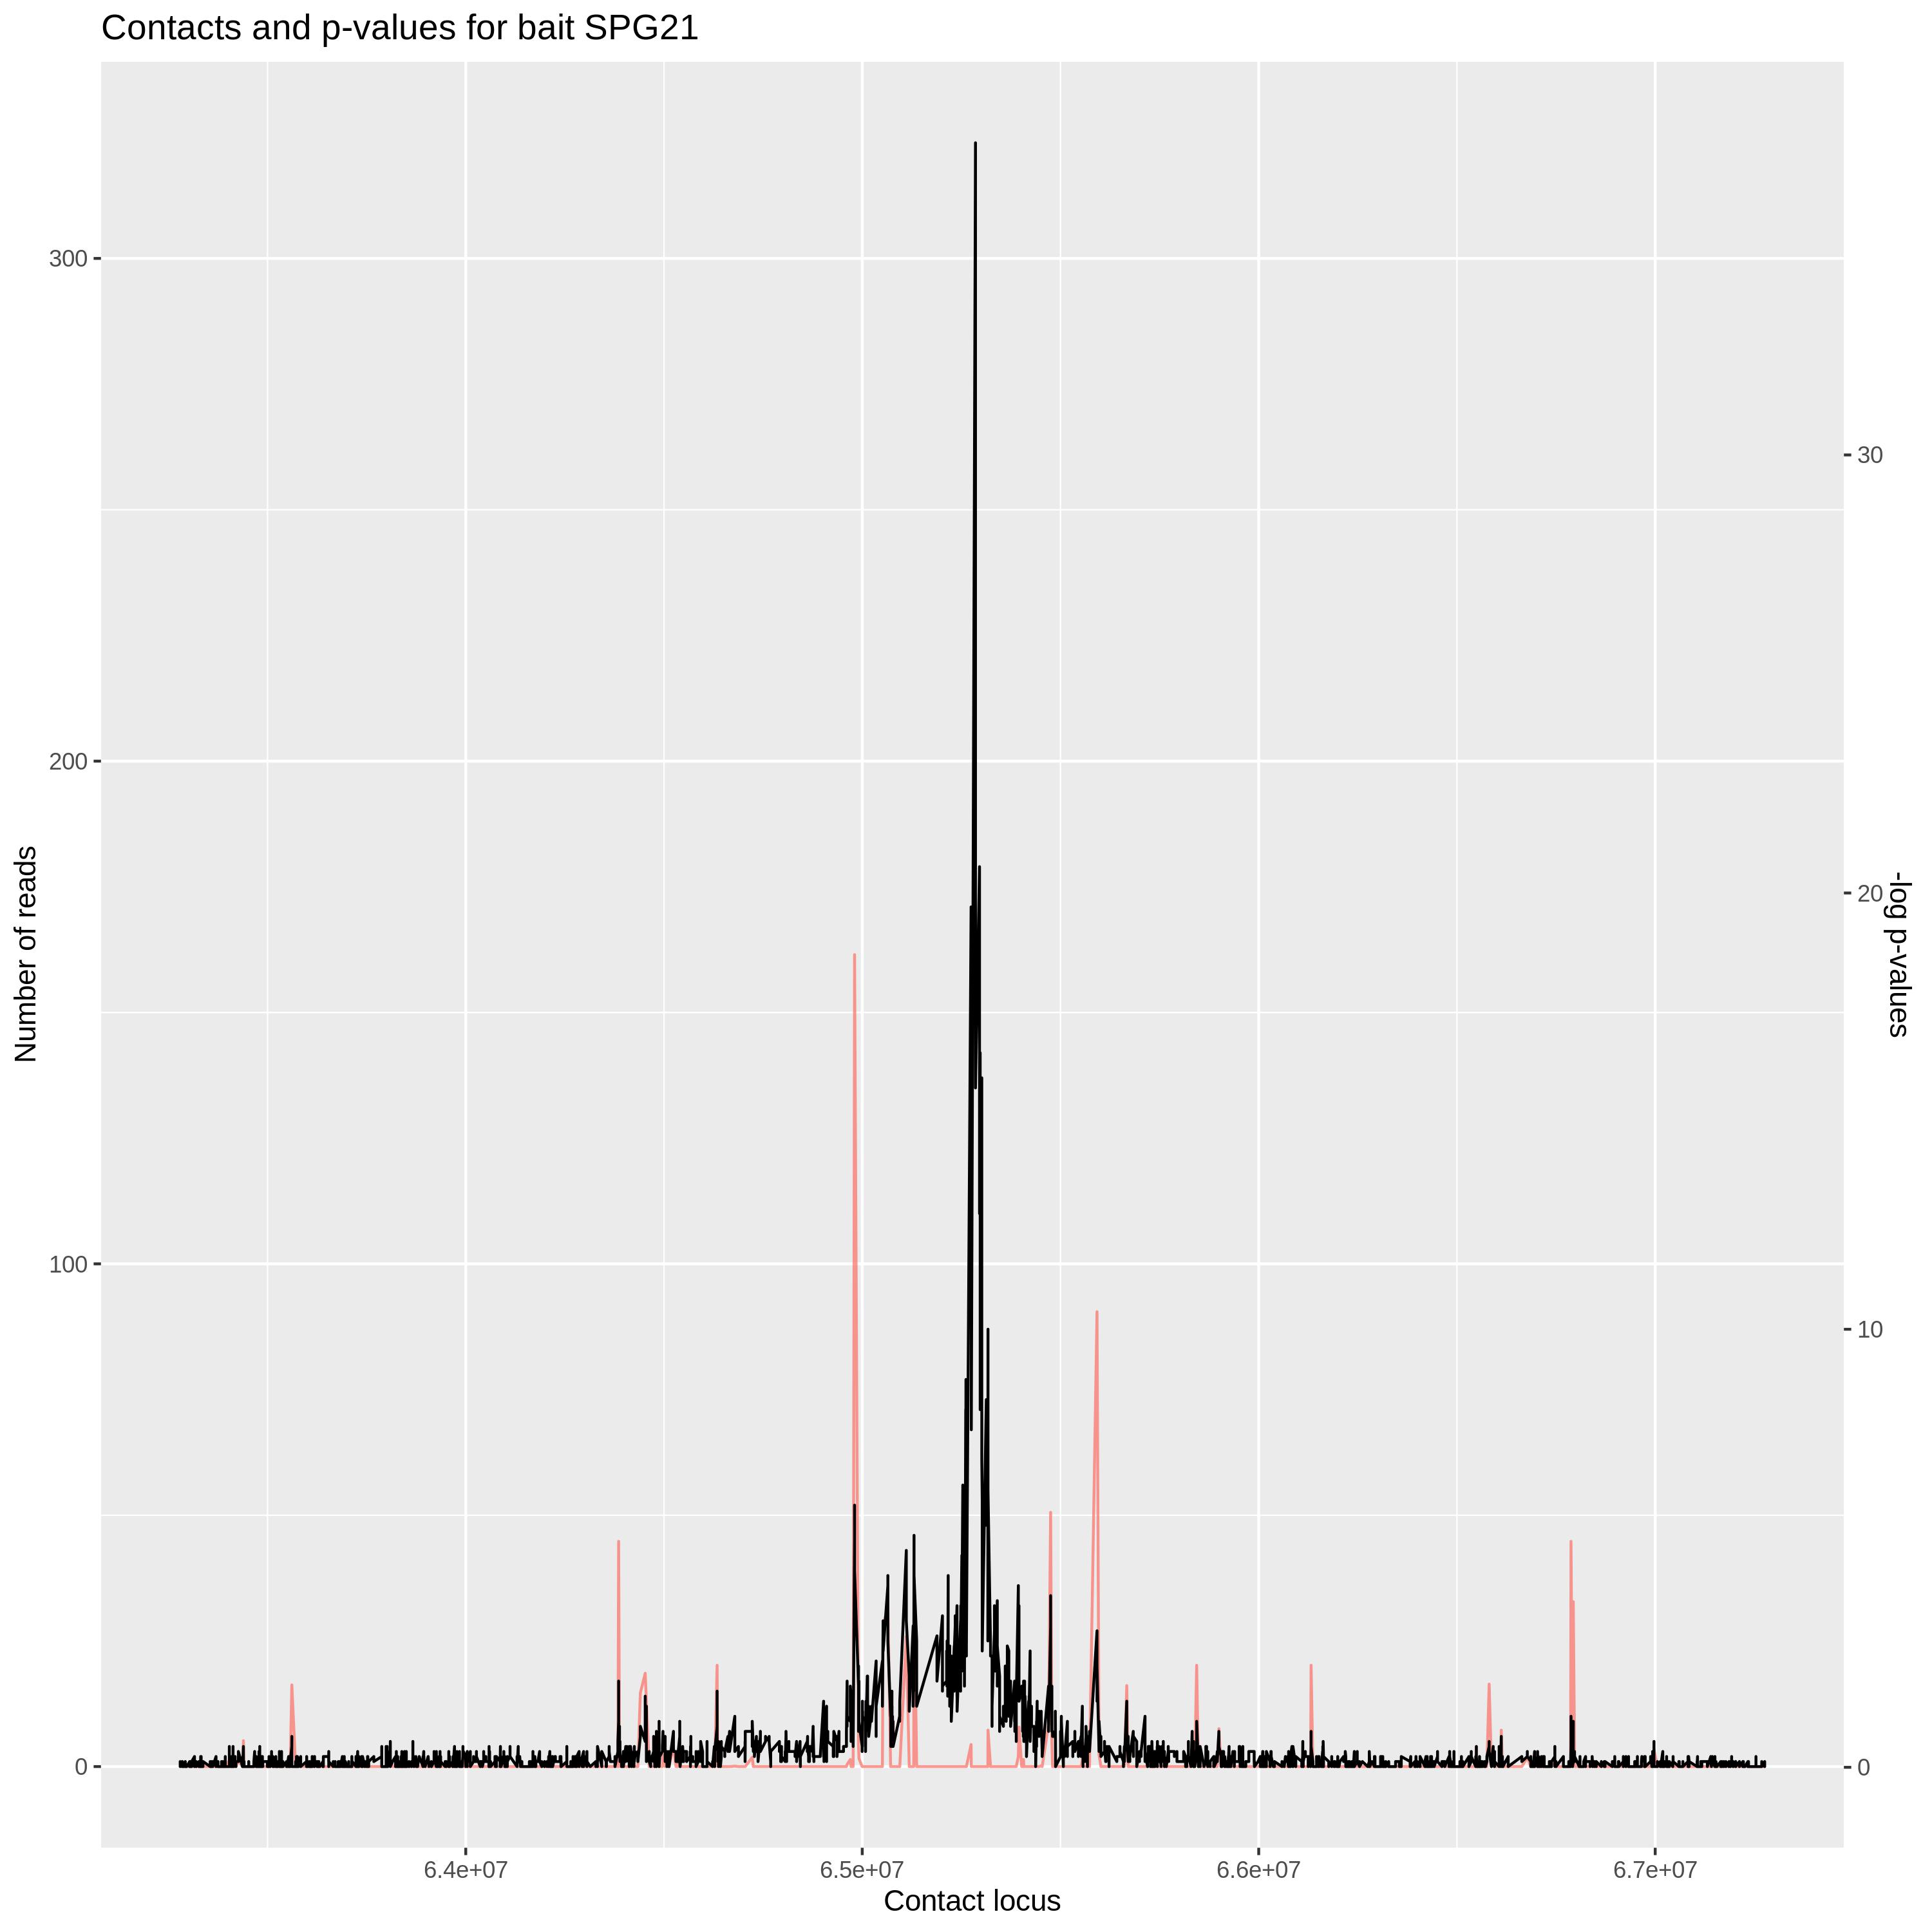 Contacts and p-values for bait SPG21
300
200
100
0
Number of reads
30
20
10
0
-log p-values
6.4e+07
6.5e+07
6.6e+07
6.7e+07
Contact locus